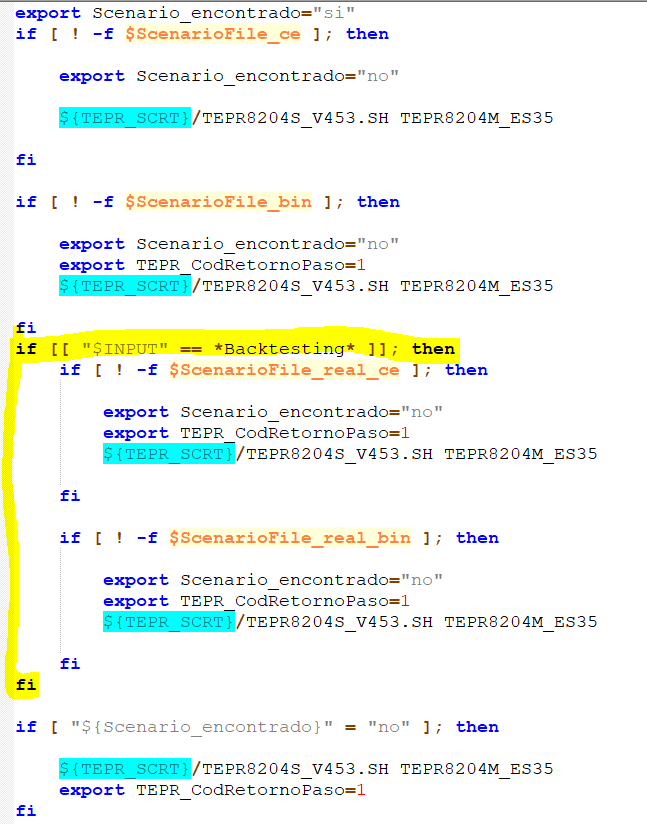 export Scenario_encontrado="si"
if [ ! -f $ScenarioFile_ce ]; then
export Scenario_encontrado="no"
${TEPR_SCRT}/TEPR8204S_V453.SH TEPR8204M_ES35
fi
if [ ! -f $ScenarioFile_bin ]; then
export Scenario_encontrado="no"
export TEPR_CodRetornoPaso=1
${TEPR_SCRT}/TEPR8204S_V453.SH TEPR8204M_ES35
fi
if [[ "$INPUT" == *Backtesting* ]]; then
if [ ! -f $ScenarioFile_real_ce ]; then
export Scenario_encontrado="no"
export TEPR_CodRetornoPaso=1
${TEPR_SCRT}/TEPR8204S_V453.SH TEPR8204M_ES35
fi
if [ ! -f $ScenarioFile_real_bin ]; then
export Scenario_encontrado="no"
export TEPR_CodRetornoPaso=1
${TEPR_SCRT}/TEPR8204S_V453.SH TEPR8204M_ES35
fi
fi
if [ "${Scenario_encontrado}" = "no" ]; then
${TEPR_SCRT}/TEPR8204S_V453.SH TEPR8204M_ES35
export TEPR_CodRetornoPaso=1
fi